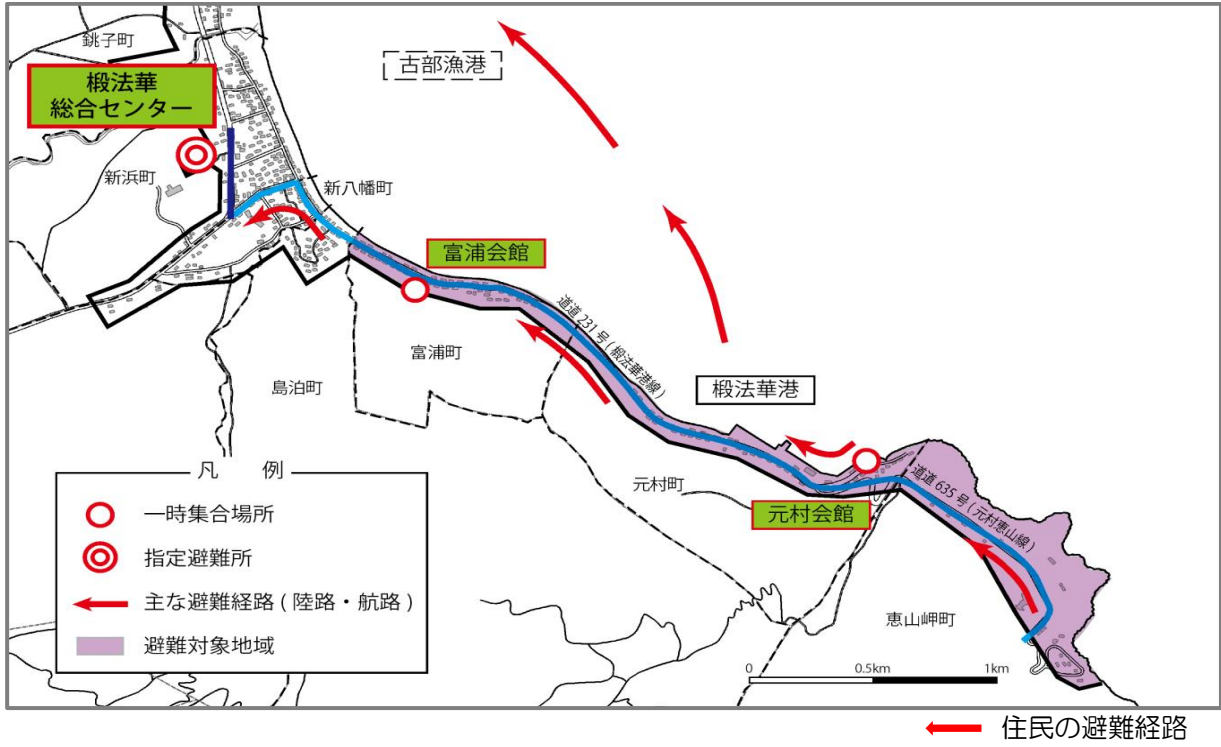 銚子町
古部漁港
椴法華
総合センター
新浜町
新八幡町
富浦会館
道道231号(椴法華港線)
富浦町
椴法華港
島泊町
元村町
道道635号(元村恵山線)
元村会館
恵山岬町
凡　例
一時集合場所
指定避難所
主な避難経路(陸路・航路)
避難対象地域
0 0.5km 1km
住民の避難経路